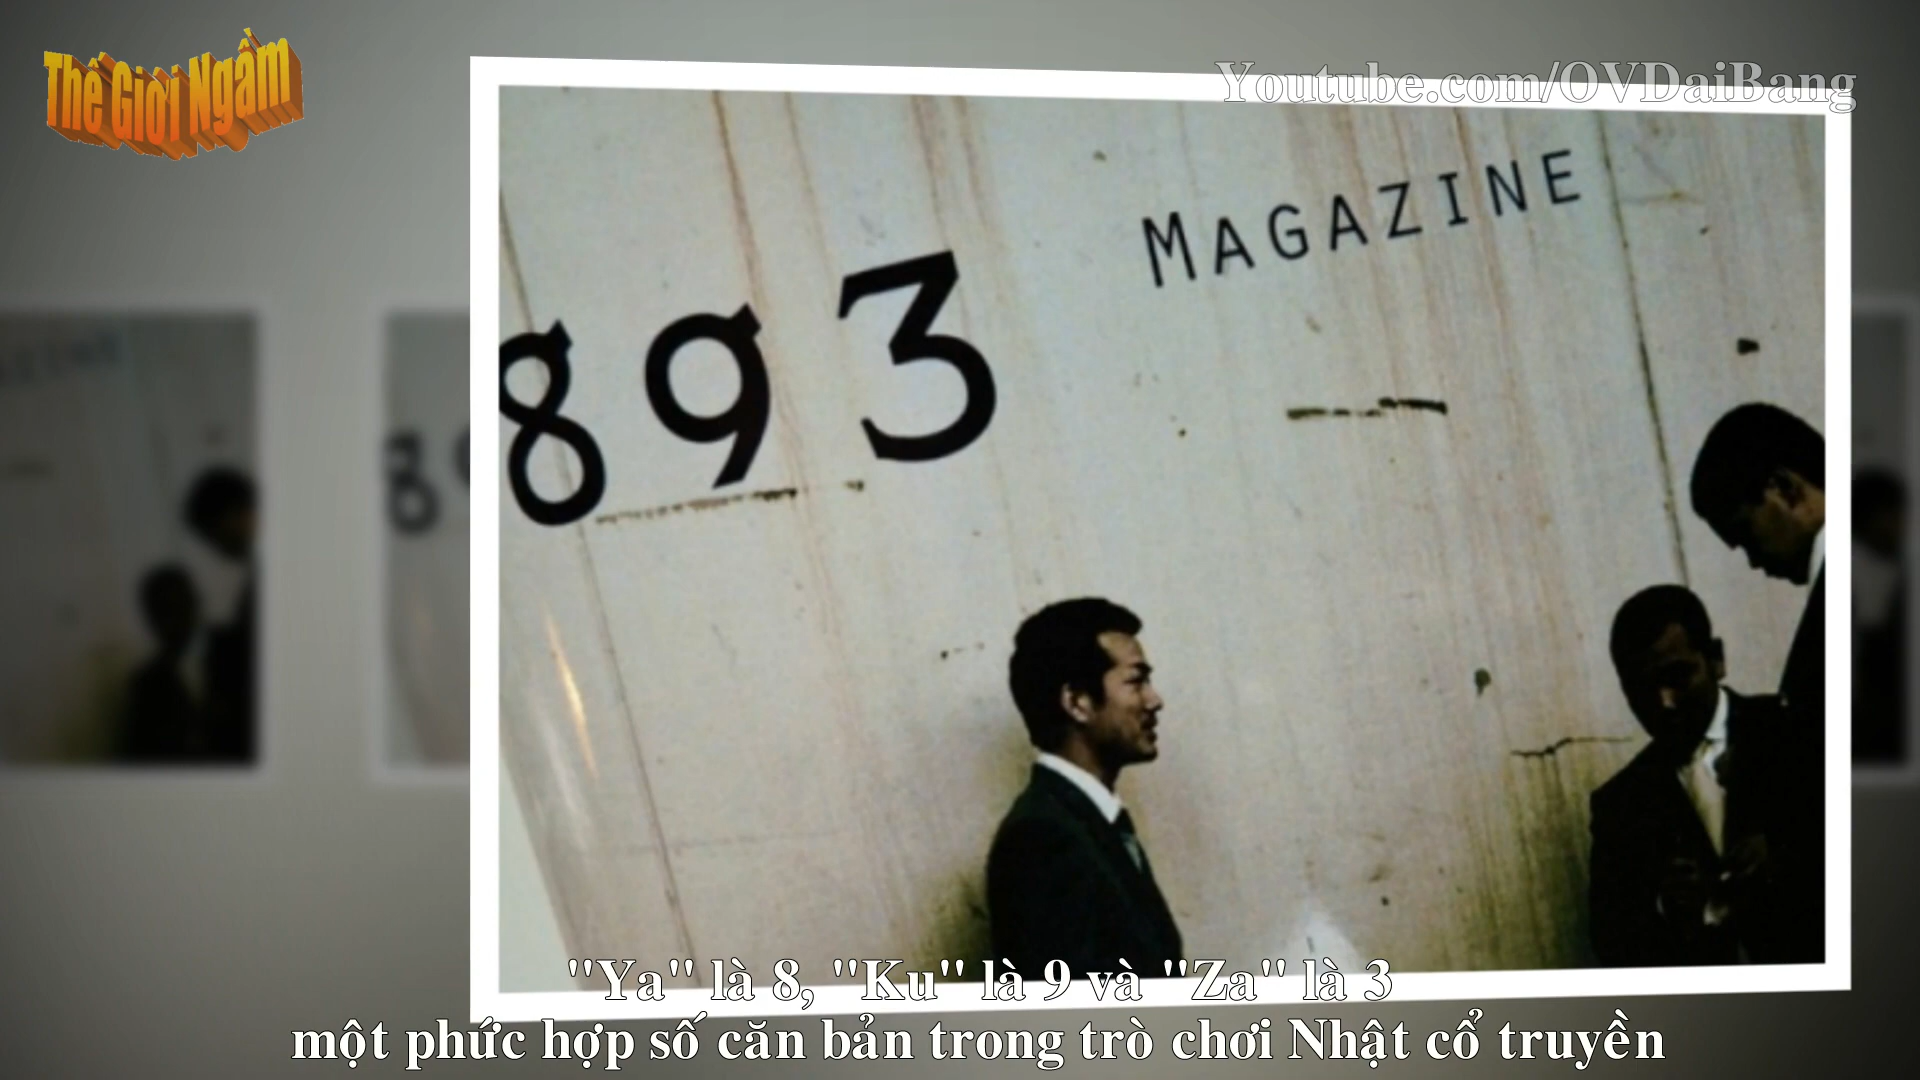 Thế Giới Ngầm
Youtube.com/OVDaiBang
MAGAZINE
893
"Ya" là 8, "Ku" là 9 và "Za" là 3
một phức hợp số căn bản trong trò chơi Nhật cổ truyền